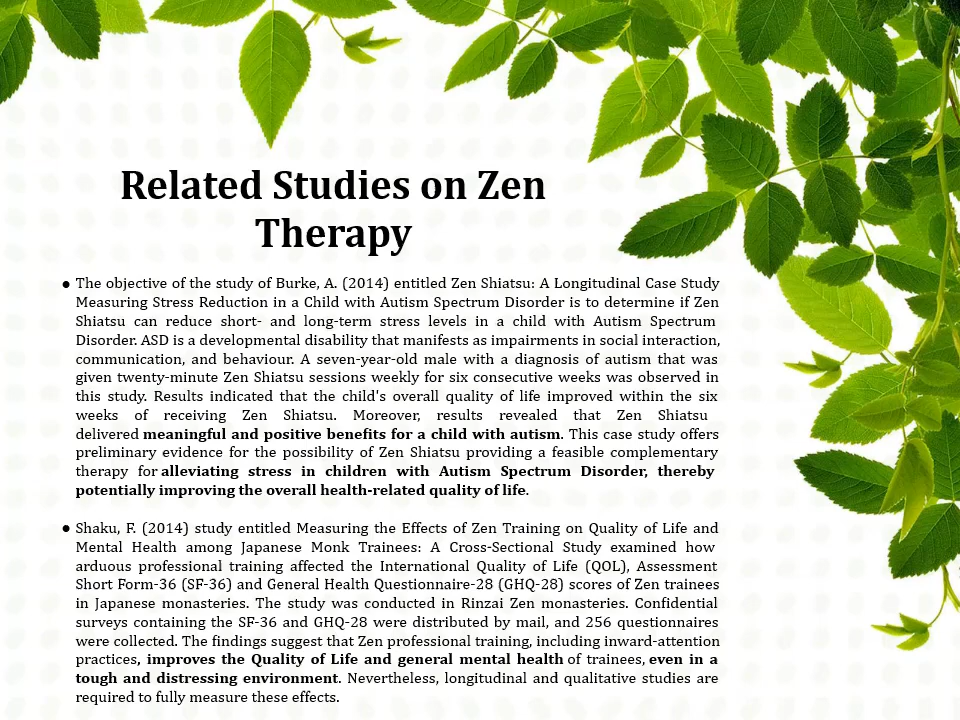 Related Studies on Zen
Therapy
• The objective of the study of Burke, A. (2014) entitled Zen Shiatsu: A Longitudinal Case Study
Measuring Stress Reduction in a Child with Autism Spectrum Disorder is to determine if Zen
Shiatsu can reduce short- and long-term stress levels in a child with Autism Spectrum
Disorder. ASD is a developmental disability that manifests as impairments in social interaction,
communication, and behaviour. A seven-year-old male with a diagnosis of autism that was
given twenty-minute Zen Shiatsu sessions weekly for six consecutive weeks was observed in
this study. Results indicated that the child's overall quality of life improved within the six
weeks of receiving Zen Shiatsu. Moreover, results revealed that Zen Shiatsu
delivered meaningful and positive benefits for a child with autism. This case study offers
preliminary evidence for the possibility of Zen Shiatsu providing a feasible complementary
therapy for alleviating stress in children with Autism Spectrum Disorder, thereby
potentially improving the overall health-related quality of life.
• Shaku, F. (2014) study entitled Measuring the Effects of Zen Training on Quality of Life and
Mental Health among Japanese Monk Trainees: A Cross-Sectional Study examined how
arduous professional training affected the International Quality of Life (QOL), Assessment
Short Form-36 (SF-36) and General Health Questionnaire-28 (GHQ-28) scores of Zen trainees
in Japanese monasteries. The study was conducted in Rinzai Zen monasteries. Confidential
surveys containing the SF-36 and GHQ-28 were distributed by mail, and 256 questionnaires
were collected. The findings suggest that Zen professional training, including inward-attention
practices, improves the Quality of Life and general mental health of trainees, even in a
tough and distressing environment. Nevertheless, longitudinal and qualitative studies are
required to fully measure these effects.